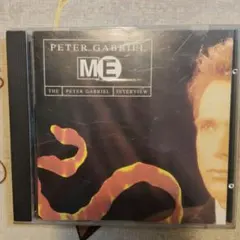 PETER GABRIEL
ME
THE PETER GABRIEL INTERVIEW